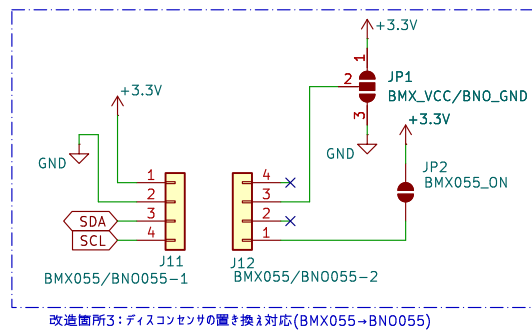 +3.3V
1
2
JP1
BMX_VCC/BNO_GND
3
+3.3V
+3.3V
GND
GND
JP2
BMX055_ON
1
2
SDA
3
SCL
4
4
3
2
1
J11
J12
BMX055/BNO055-1
BMX055/BNO055-2
改造箇所3:ディスコンセンサの置き換え対応(BMX055→BNO055)